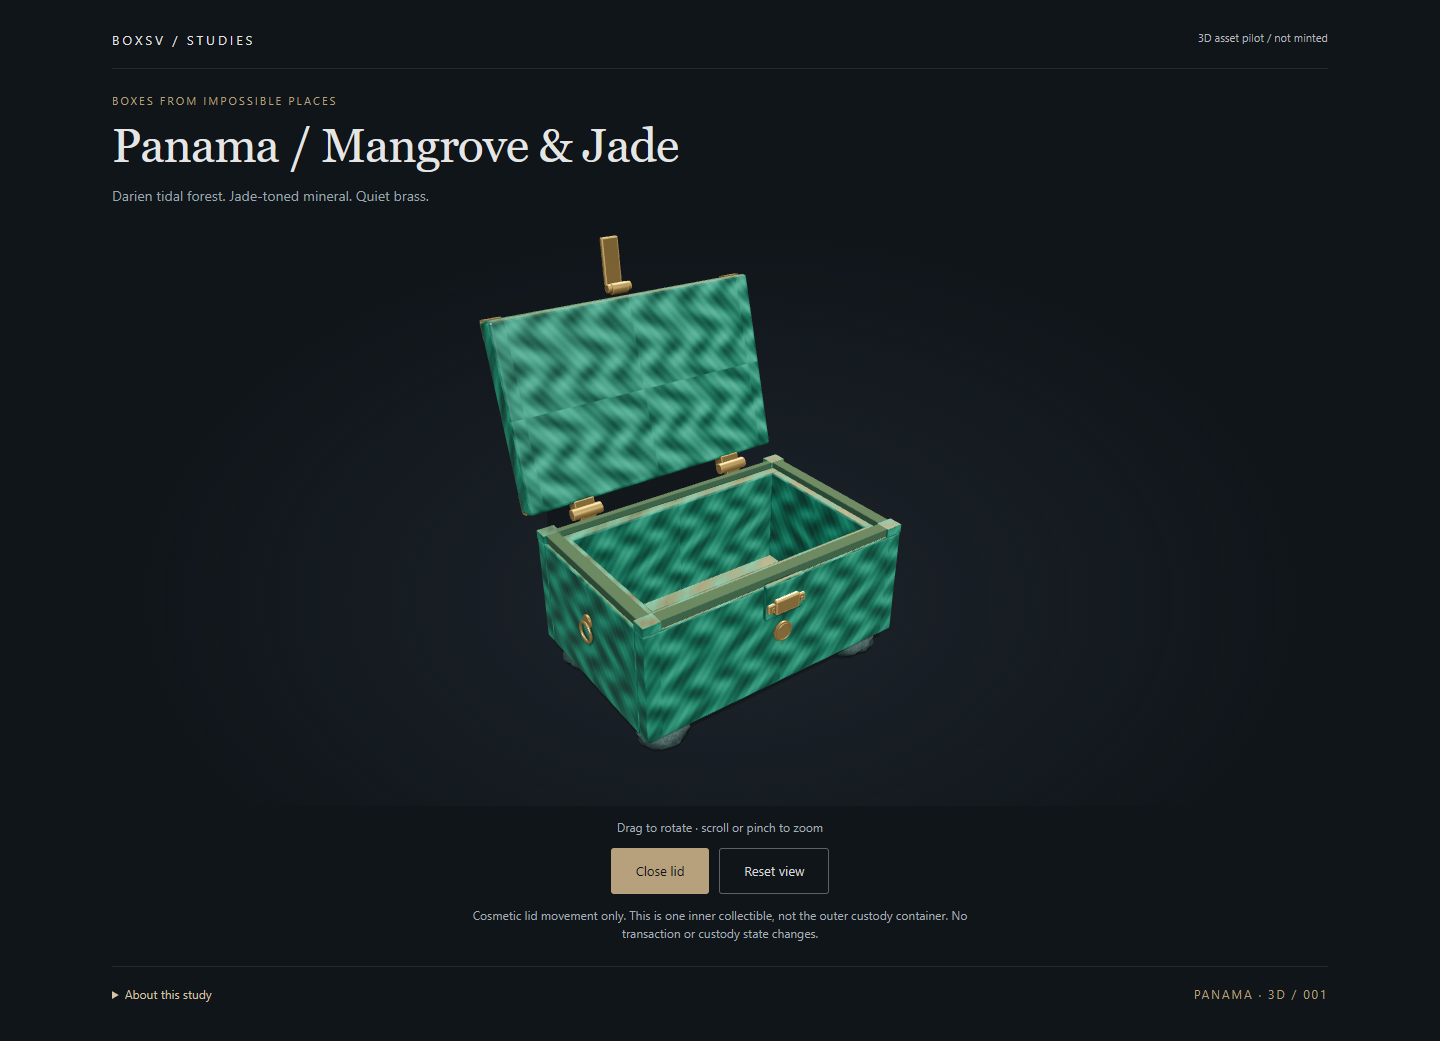 BOXSV / STUDIES
3D asset pilot / not minted
BOXES FROM IMPOSSIBLE PLACES
Panama / Mangrove & Jade
Darien tidal forest. Jade-toned mineral. Quiet brass.
Drag to rotate · scroll or pinch to zoom
Close lid
Reset view
Cosmetic lid movement only. This is one inner collectible, not the outer custody container. No
transaction or custody state changes.
About this study
PANAMA · 3D / 001